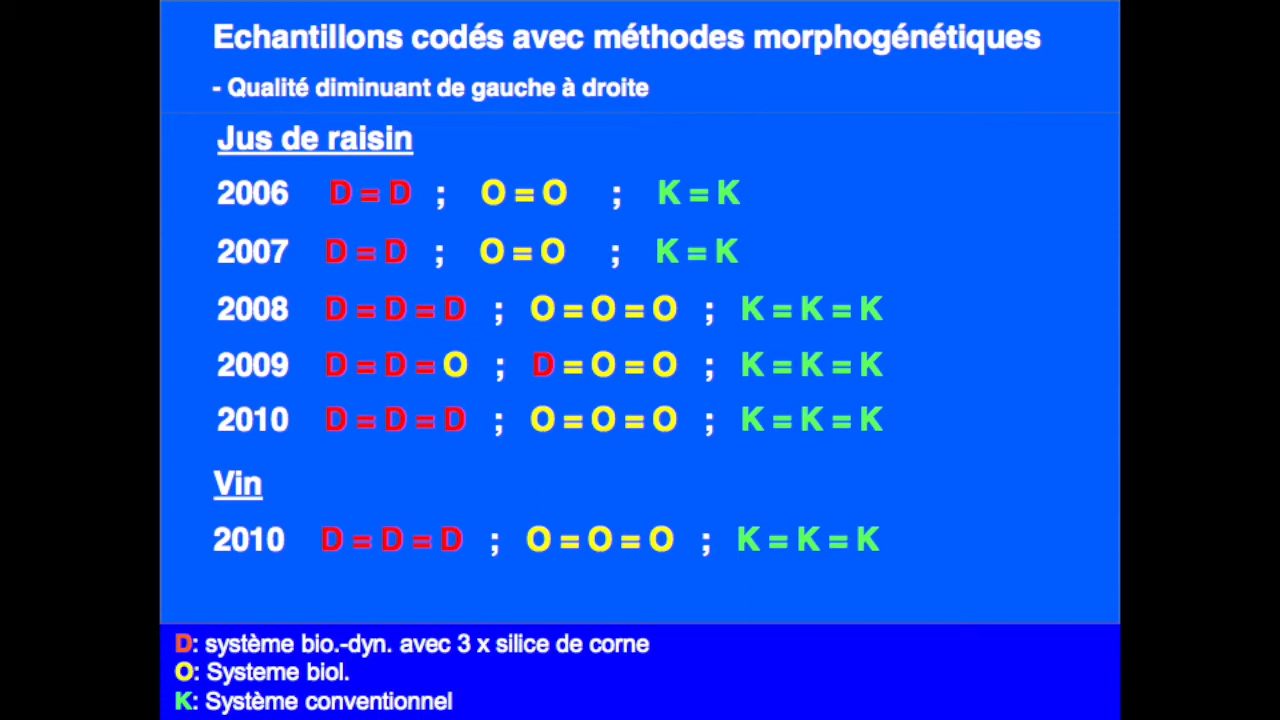 Echantillons codés avec méthodes morphogénétiques
- Qualité diminuant de gauche à droite
Jus de raisin
2006 D = D ; O = O ; K = K
2007 D = D ; O = O ; K = K
2008 D = D = D ; O = O = O ; K = K = K
2009 D = D = O ; D = O = O ; K = K = K
2010 D = D = D ; O = O = O ; K = K = K
Vin
2010 D = D = D ; O = O = O ; K = K = K
D: système bio.-dyn. avec 3 x silice de corne
O: Systeme biol.
K: Système conventionnel